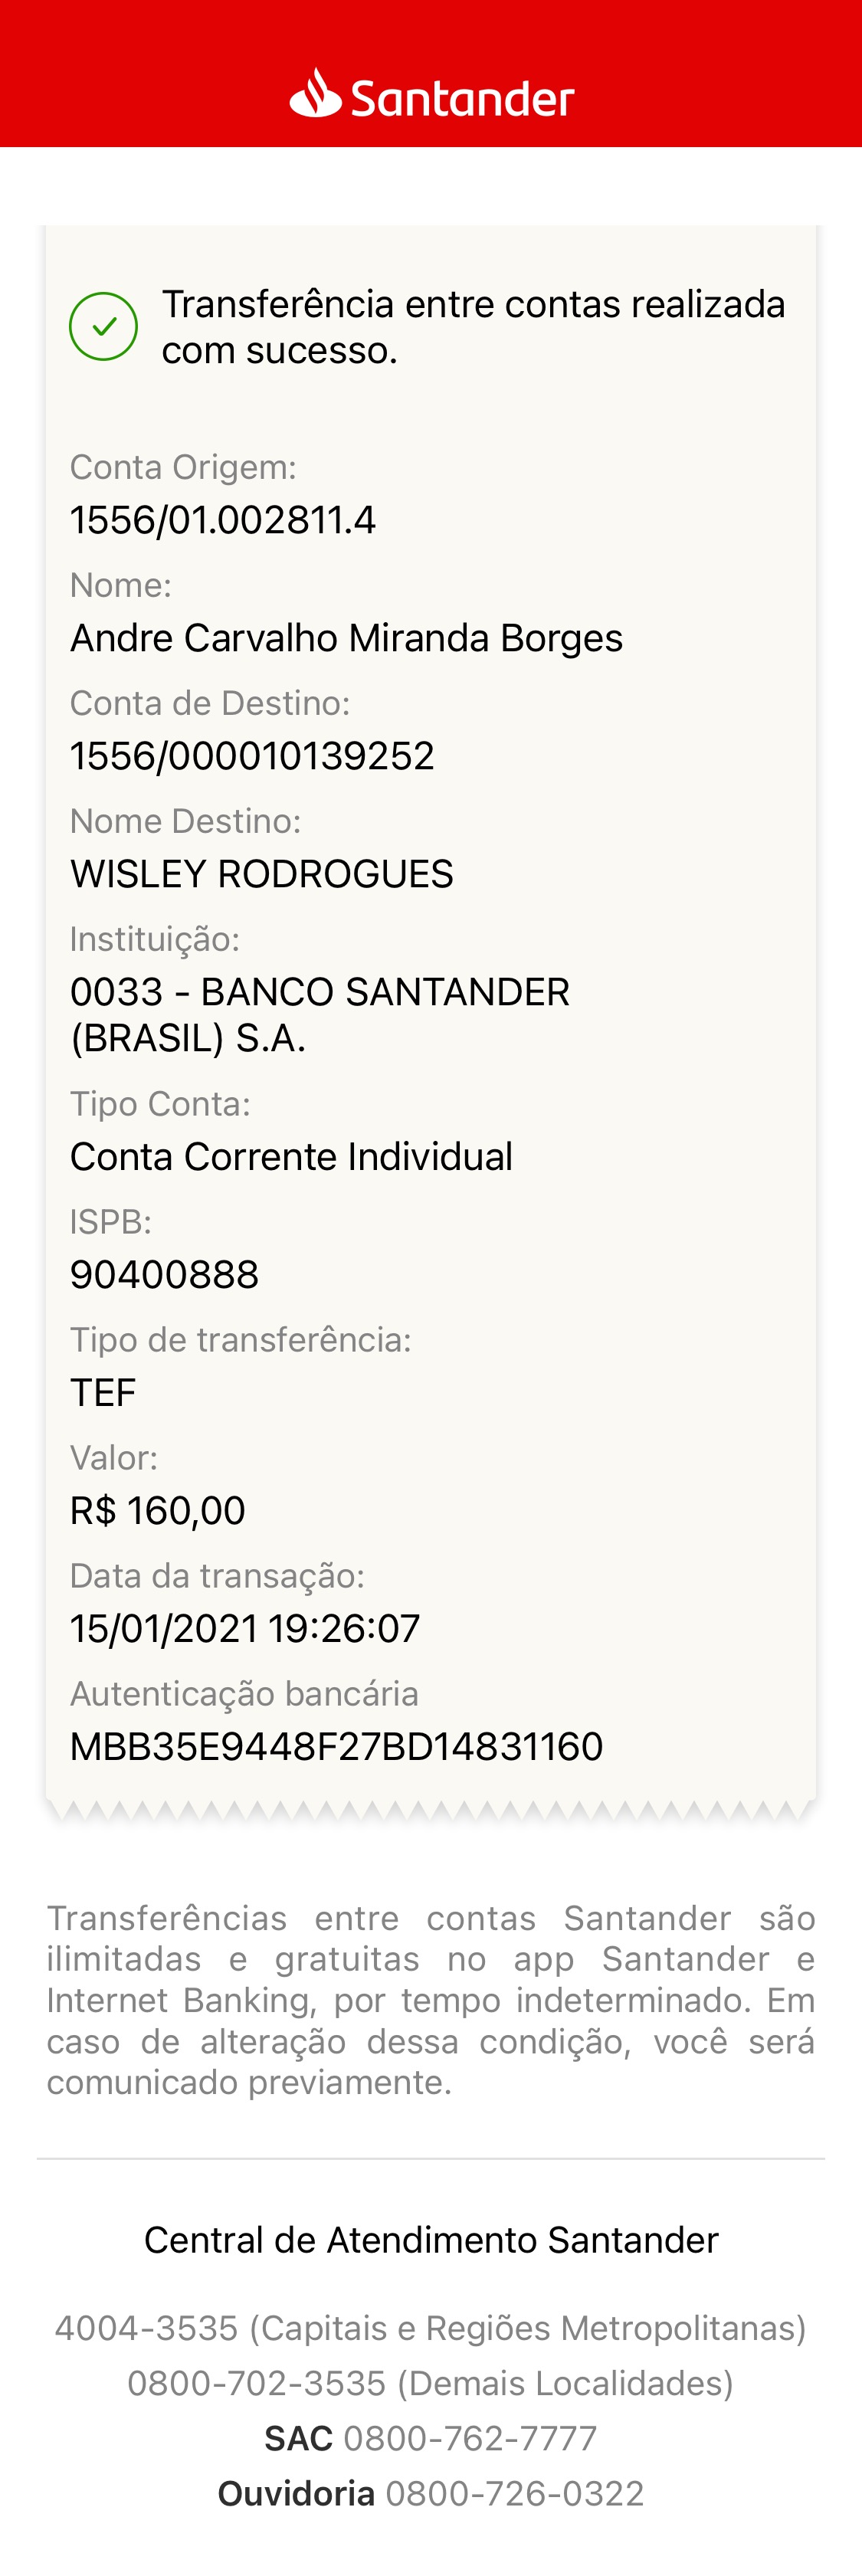 Santander
Transferência entre contas realizada
com sucesso.
Conta Origem:
1556/01.002811.4
Nome:
Andre Carvalho Miranda Borges
Conta de Destino:
1556/000010139252
Nome Destino:
WISLEY RODROGUES
Instituição:
0033 - BANCO SANTANDER
(BRASIL) S.A.
Tipo Conta:
Conta Corrente Individual
ISPB:
90400888
Tipo de transferência:
TEF
Valor:
R$ 160,00
Data da transação:
15/01/2021 19:26:07
Autenticação bancária
MBB35E9448F27BD14831160
Transferências entre contas Santander são
ilimitadas e gratuitas no app Santander e
Internet Banking, por tempo indeterminado. Em
caso de alteração dessa condição, você será
comunicado previamente.
Central de Atendimento Santander
4004-3535 (Capitais e Regiões Metropolitanas)
0800-702-3535 (Demais Localidades)
SAC 0800-762-7777
Ouvidoria 0800-726-0322